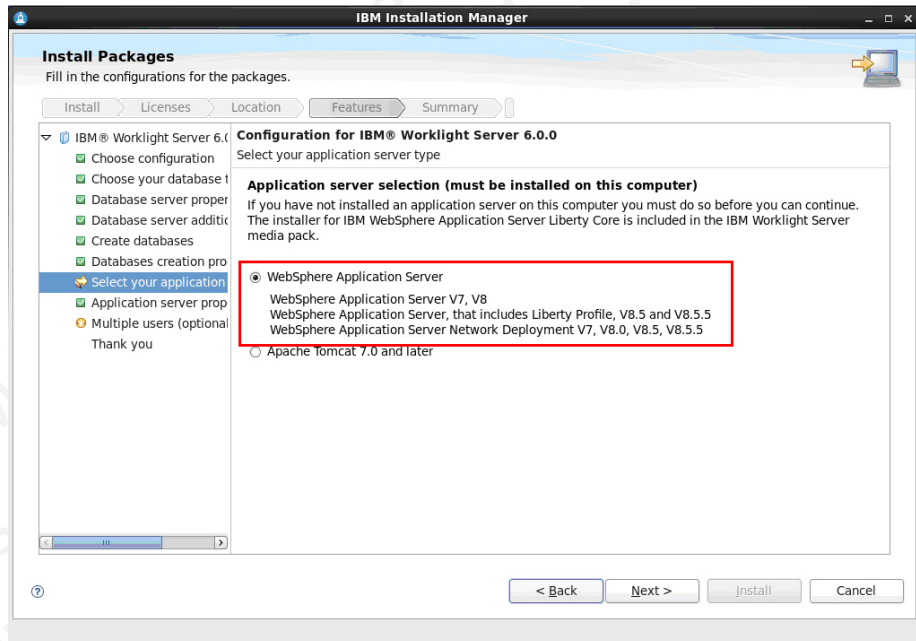 IBM Installation Manager
Install Packages
Fill in the configurations for the packages.
Install
Licenses
Location
Features
Summary
IBM® Worklight Server 6.
Choose configuration
Choose your database
Database server
Database server
Create databases
Databases creation
Select your application
Application server
Multiple users (optional
Thank you
Configuration for IBM® Worklight Server 6.0.0
Select your application server type
Application server selection (must be installed on this computer)
If you have not installed an application server on this computer you must do so before you can continue.
The installer for IBM WebSphere Application Server Liberty Core is included in the IBM Worklight Server
media pack.
WebSphere Application Server
WebSphere Application Server V7, V8
WebSphere Application Server, that includes Liberty Profile, V8.5 and V8.5.5
WebSphere Application Server Network Deployment V7, V8.0, V8.5, V8.5.5
Apache Tomcat 7.0 and later
?
< Back
Next >
Install
Cancel